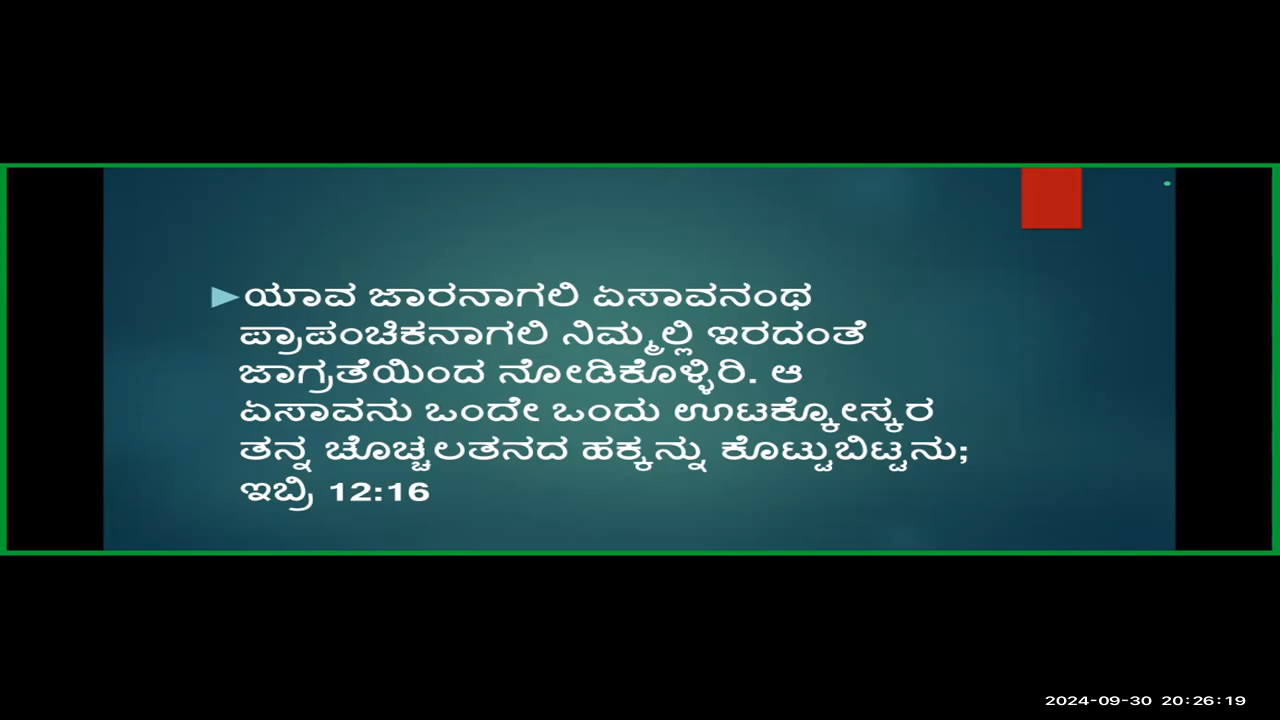 ಯಾವ ಜಾರನಾಗಲಿ ಏಸಾವನಂಥ
ಪ್ರಾಪಂಚಿಕನಾಗಲಿ ನಿಮ್ಮಲ್ಲಿ ಇರದಂತೆ
ಜಾಗ್ರತೆಯಿಂದ ನೋಡಿಕೊಳ್ಳಿರಿ. ಆ
ಏಸಾವನು ಒಂದೇ ಒಂದು ಊಟಕ್ಕೋಸ್ಕರ
ತನ್ನ ಚೊಚ್ಚಲತನದ ಹಕ್ಕನ್ನು ಕೊಟ್ಟುಬಿಟ್ಟನು;
ಇಬ್ರಿ 12:16
2024-09-30 20:26:19